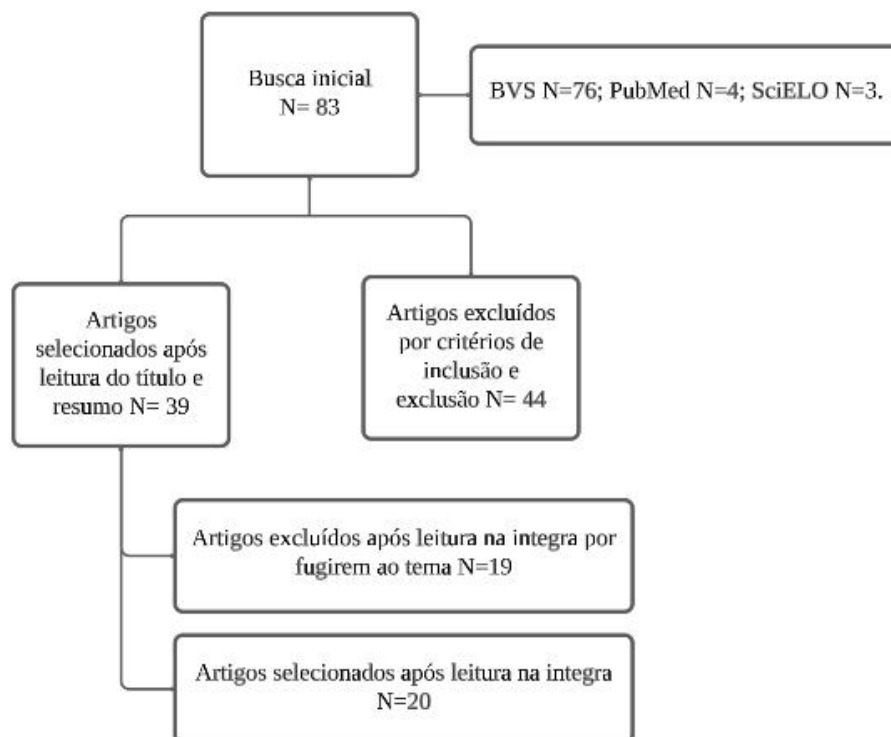 Busca inicial
N= 83
BVS N=76; PubMed N=4; SciELO N=3.
Artigos
selecionados após
leitura do título e
resumo N= 39
Artigos excluídos
por critérios de
inclusão e
exclusão N= 44
Artigos excluídos após leitura na integra por
fugirem ao tema N=19
Artigos selecionados após leitura na integra
N=20